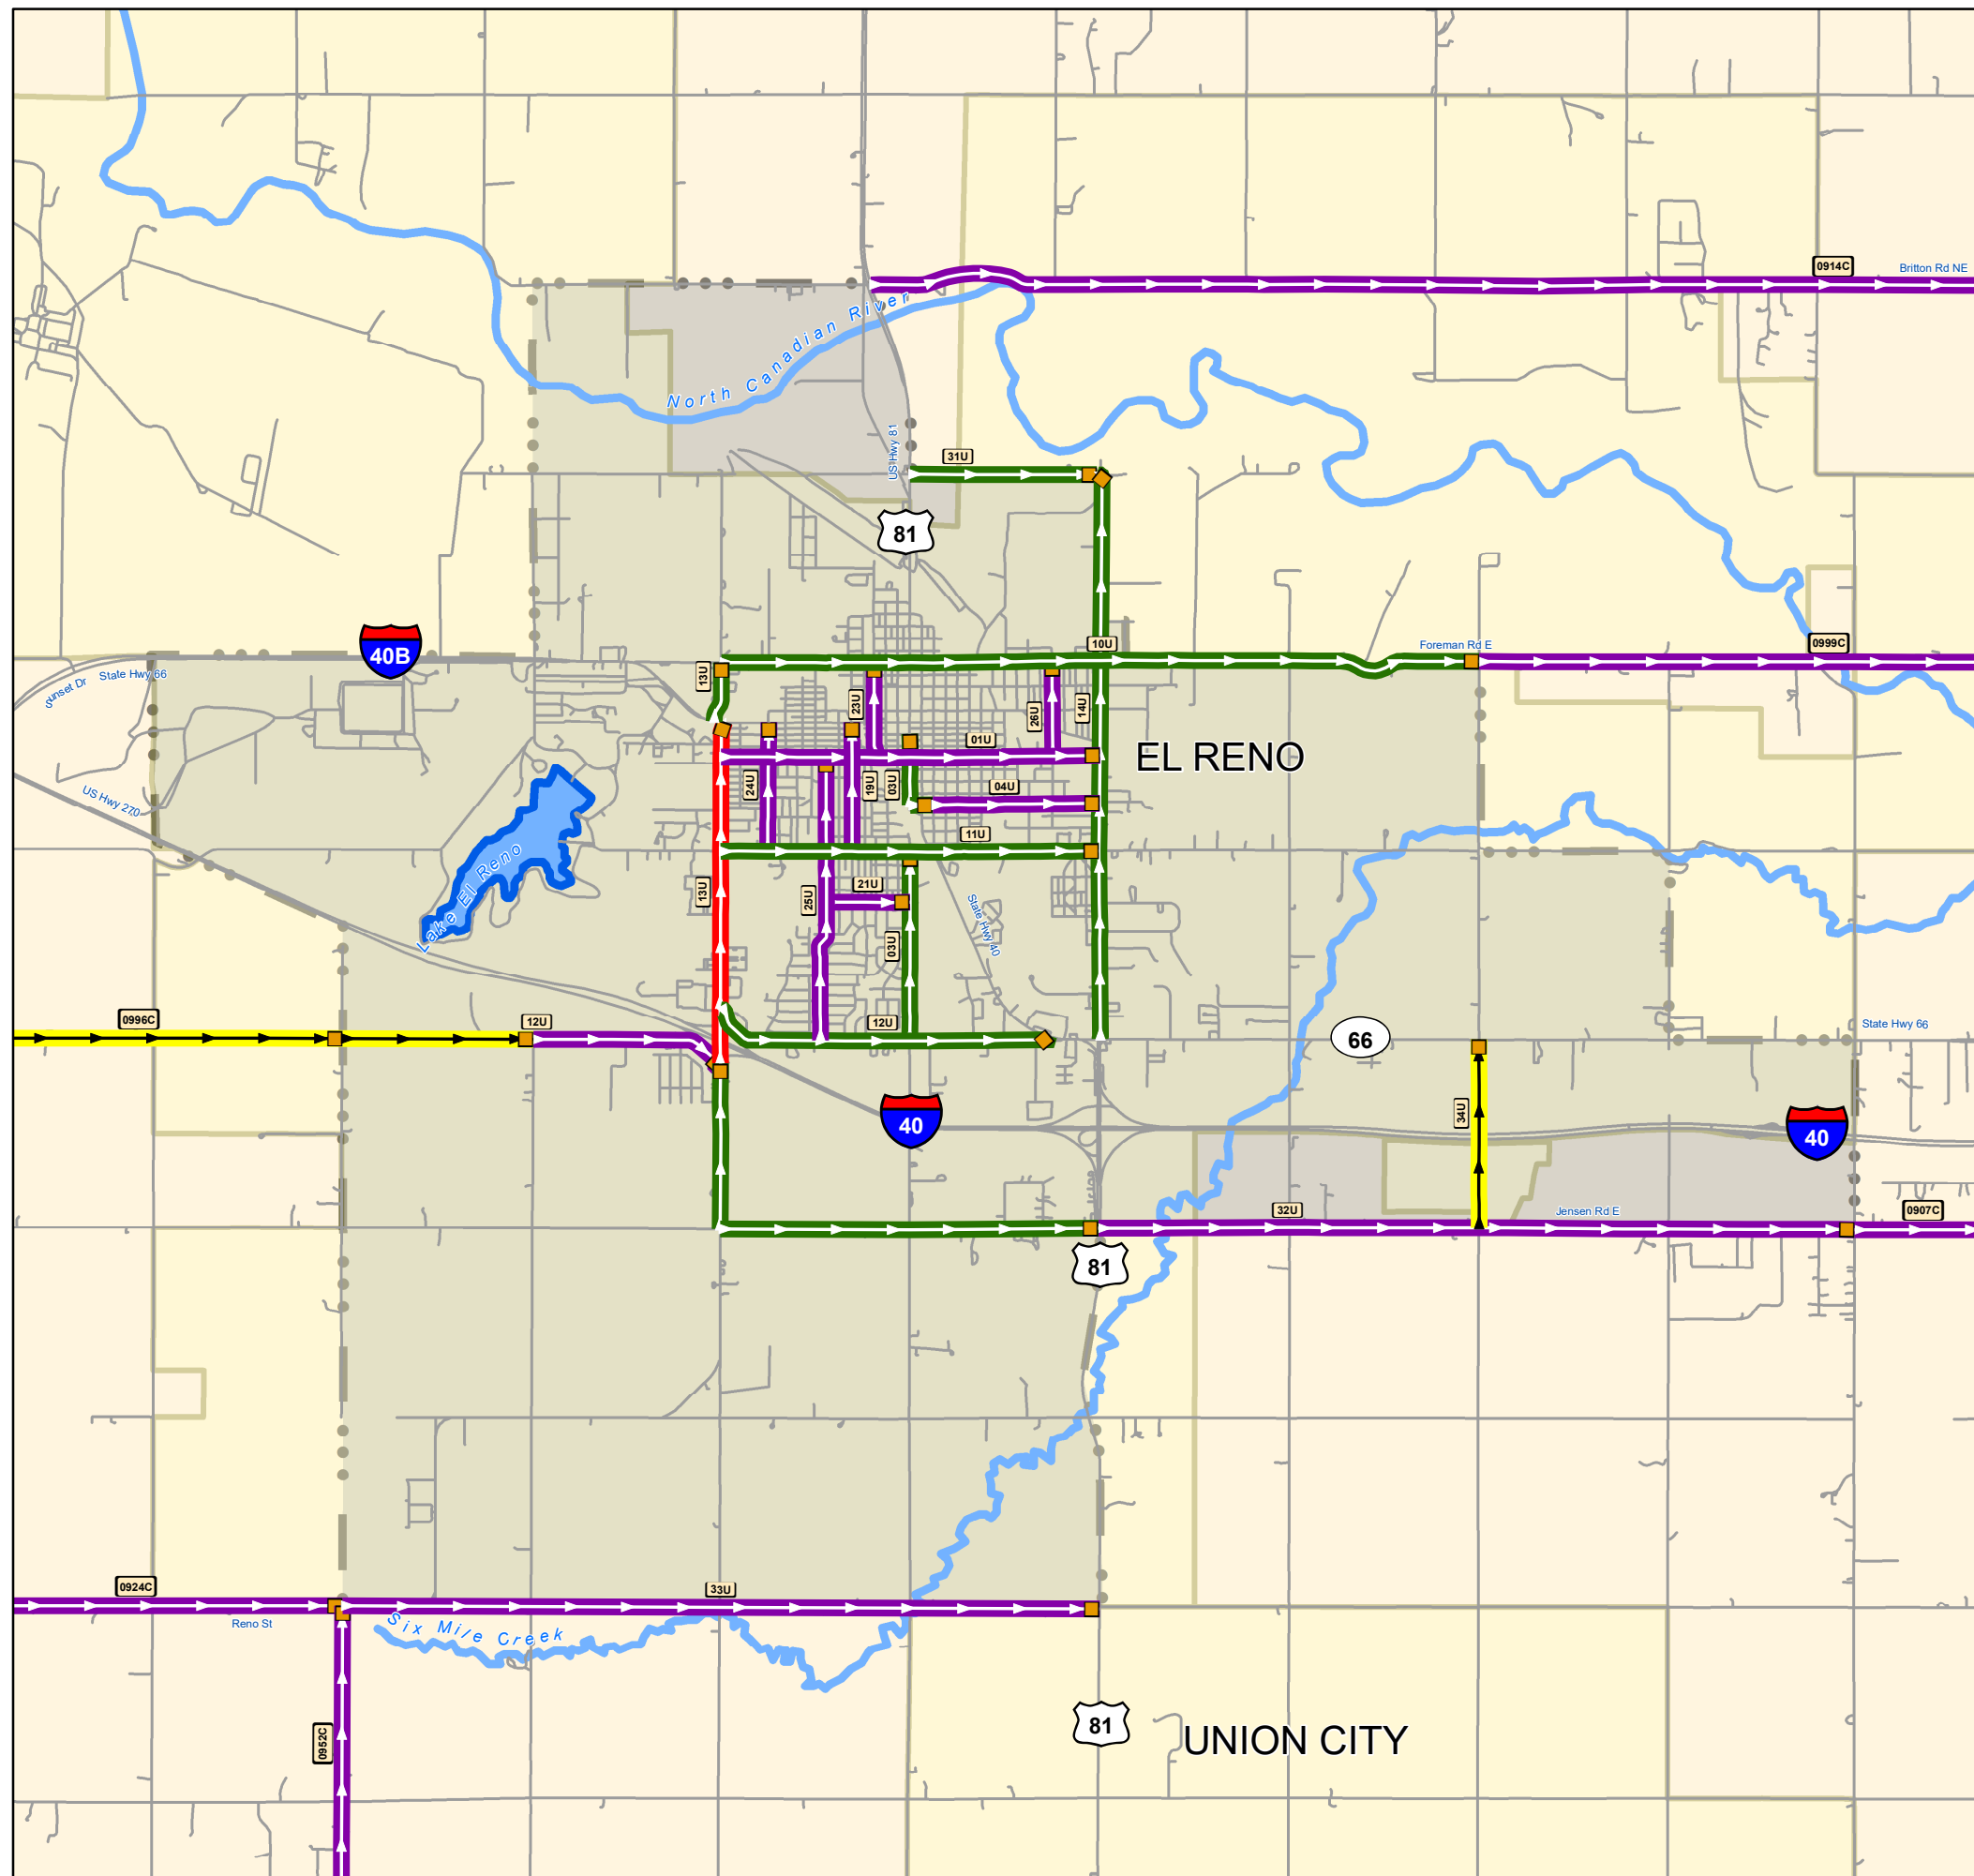 0914C
Britton Rd NE
North Canadian River
US Hwy 81
31U
81
40B
10U
Foreman Rd E
0999C
Sunset Dr
State Hwy 66
13U
23U
26U
14U
01U
EL RENO
US Hwy 270
24U
19U
03U
04U
11U
Lake El Reno
13U
25U
21U
State Hwy 40
03U
0996C
12U
12U
66
State Hwy 66
34U
40
40
32U
Jensen Rd E
0907C
81
0924C
33U
Reno St
Six Mile Creek
0952C
81
UNION CITY